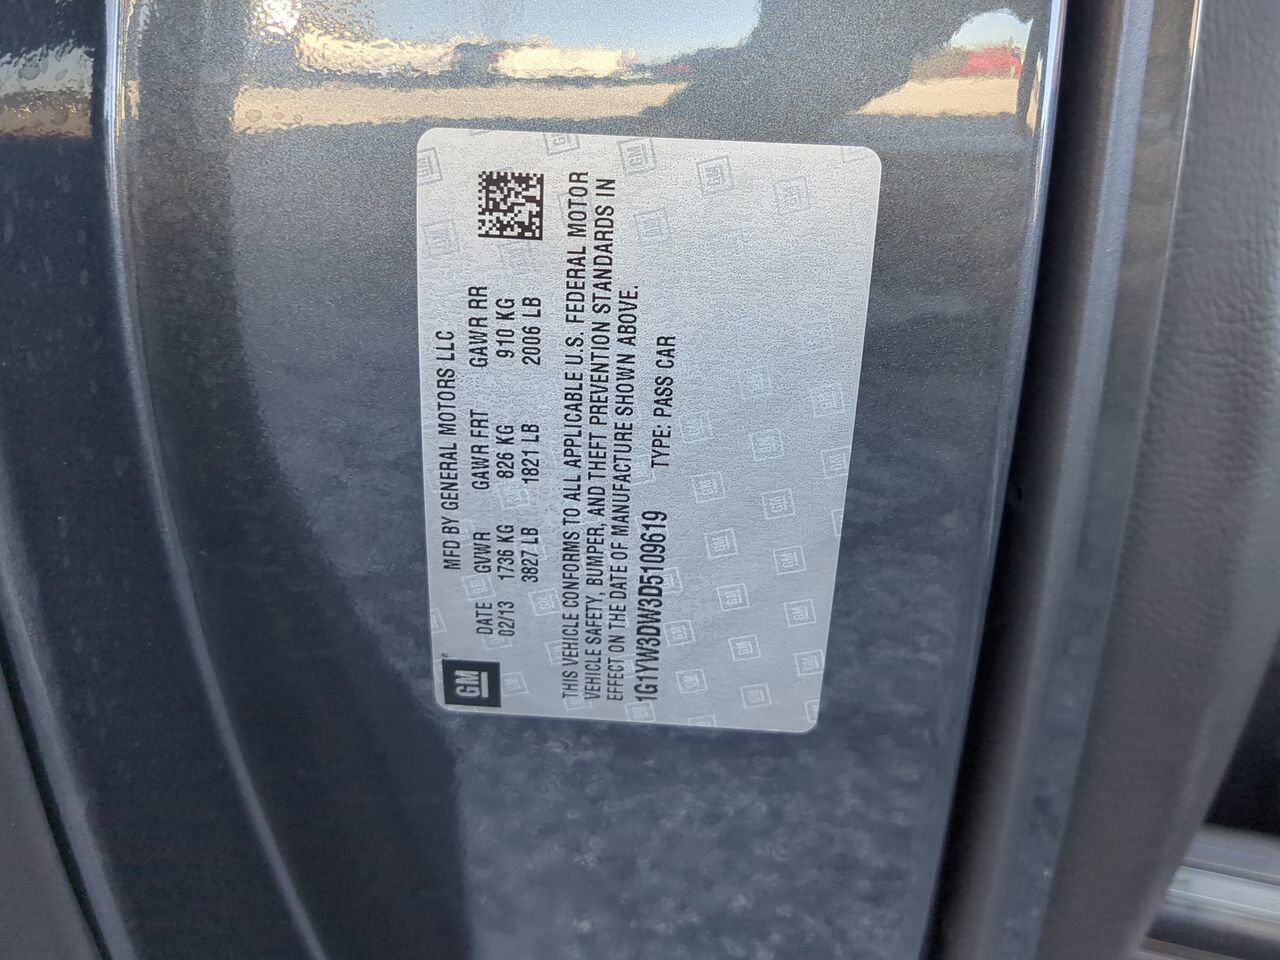 GM
MFD BY GENERAL MOTORS LLC
DATE GVWR GAWR FRT GAWR RR
02/13 1736 KG 826 KG 910 KG
3827 LB 1821 LB 2006 LB
THIS VEHICLE CONFORMS TO ALL APPLICABLE U.S. FEDERAL MOTOR
VEHICLE SAFETY, BUMPER, AND THEFT PREVENTION STANDARDS IN
EFFECT ON THE DATE OF MANUFACTURE SHOWN ABOVE.
1G1YW3DW3D5109619 TYPE: PASS CAR